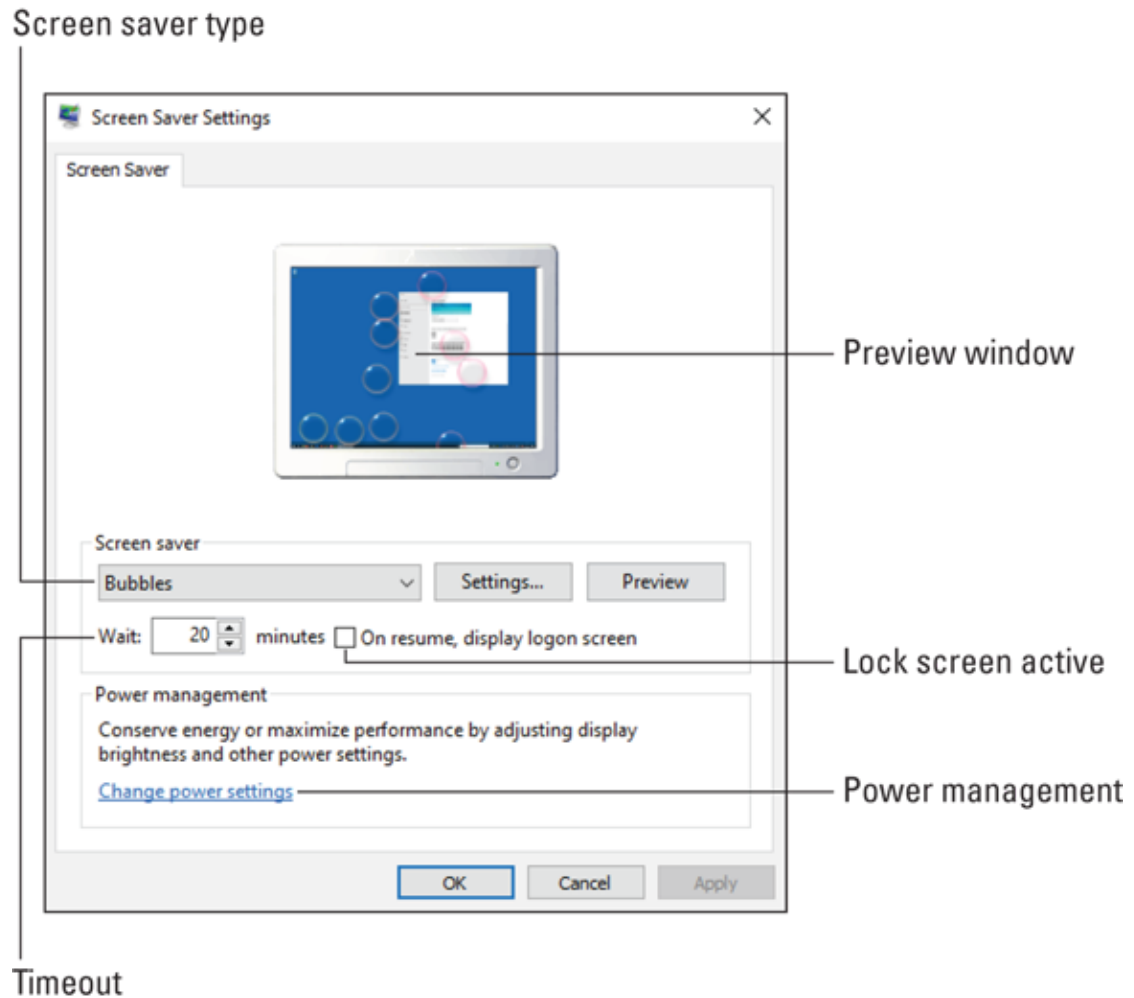 Screen saver type
Screen Saver Settings
Screen Saver
Preview window
Screen saver
Bubbles Settings... Preview
Wait: 20 minutes On resume, display logon screen
Lock screen active
Power management
Conserve energy or maximize performance by adjusting display
brightness and other power settings.
Change power settings
Power management
OK Cancel Apply
Timeout